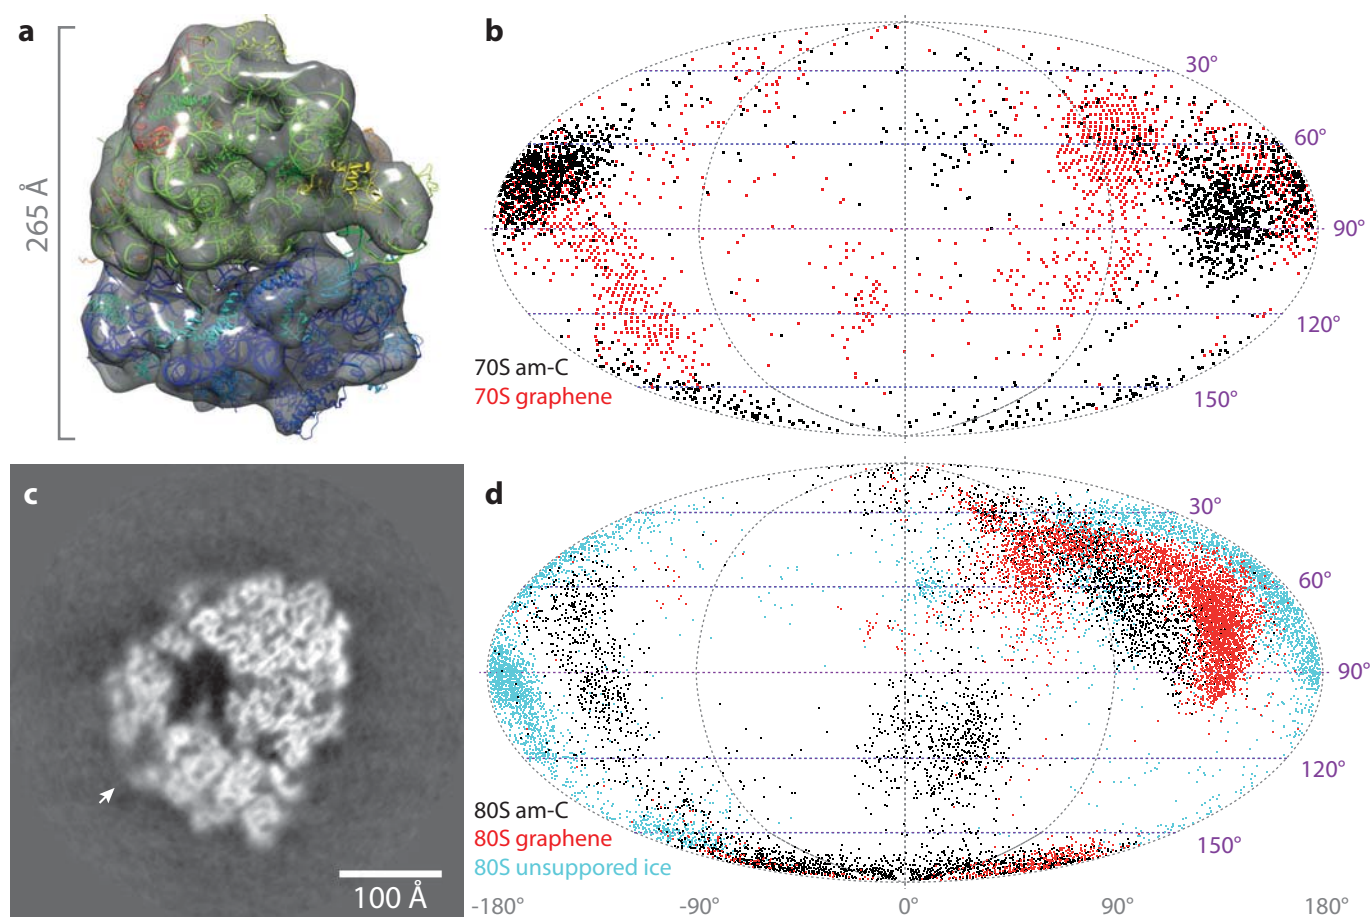 a
265 Å
b
30°
60°
90°
120°
150°
70S am-C
70S graphene
c
100 Å
d
30°
60°
90°
120°
150°
80S am-C
80S graphene
80S unsuppored ice
-180°
-90°
0°
90°
180°